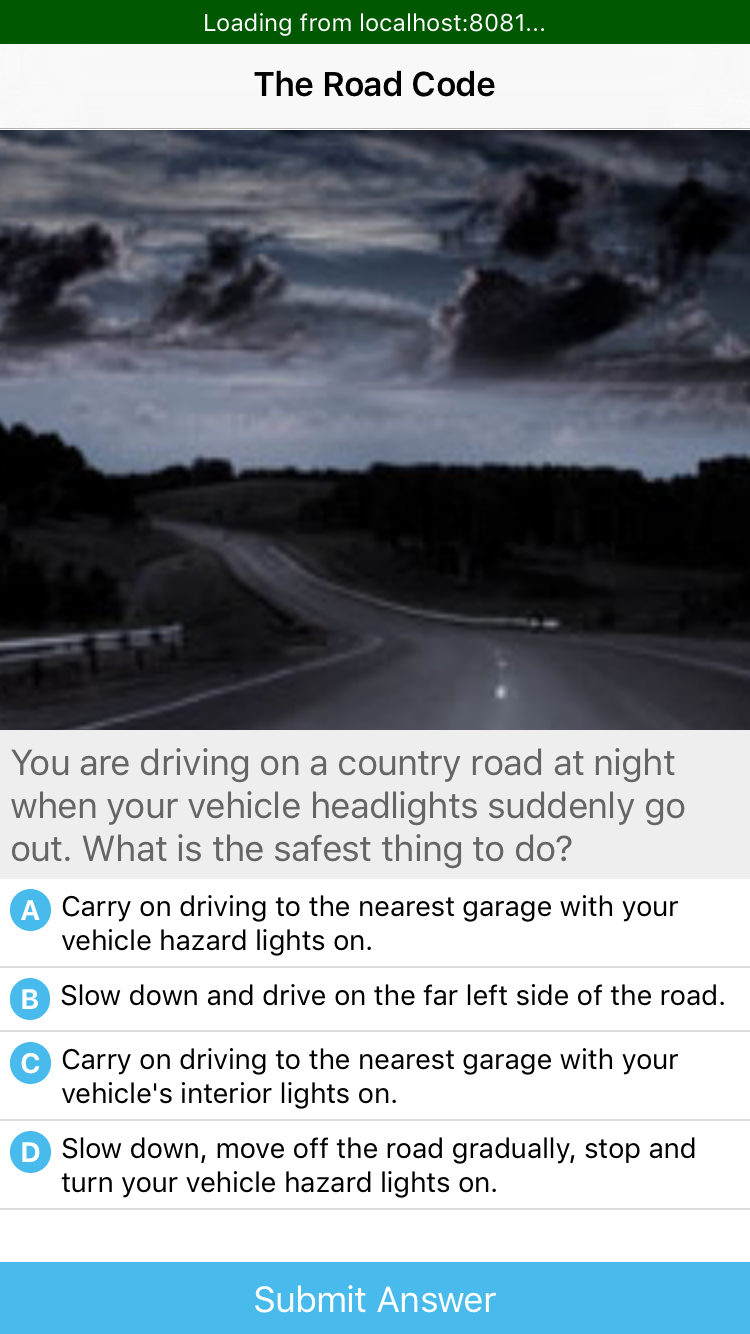 Loading from localhost:8081...
The Road Code
You are driving on a country road at night
when your vehicle headlights suddenly go
out. What is the safest thing to do?
A Carry on driving to the nearest garage with your
vehicle hazard lights on.
B Slow down and drive on the far left side of the road.
C Carry on driving to the nearest garage with your
vehicle's interior lights on.
D Slow down, move off the road gradually, stop and
turn your vehicle hazard lights on.
Submit Answer